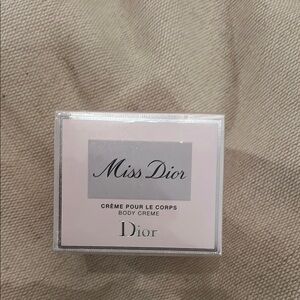 Miss Dior
CRÈME POUR LE CORPS
BODY CREME
Dior